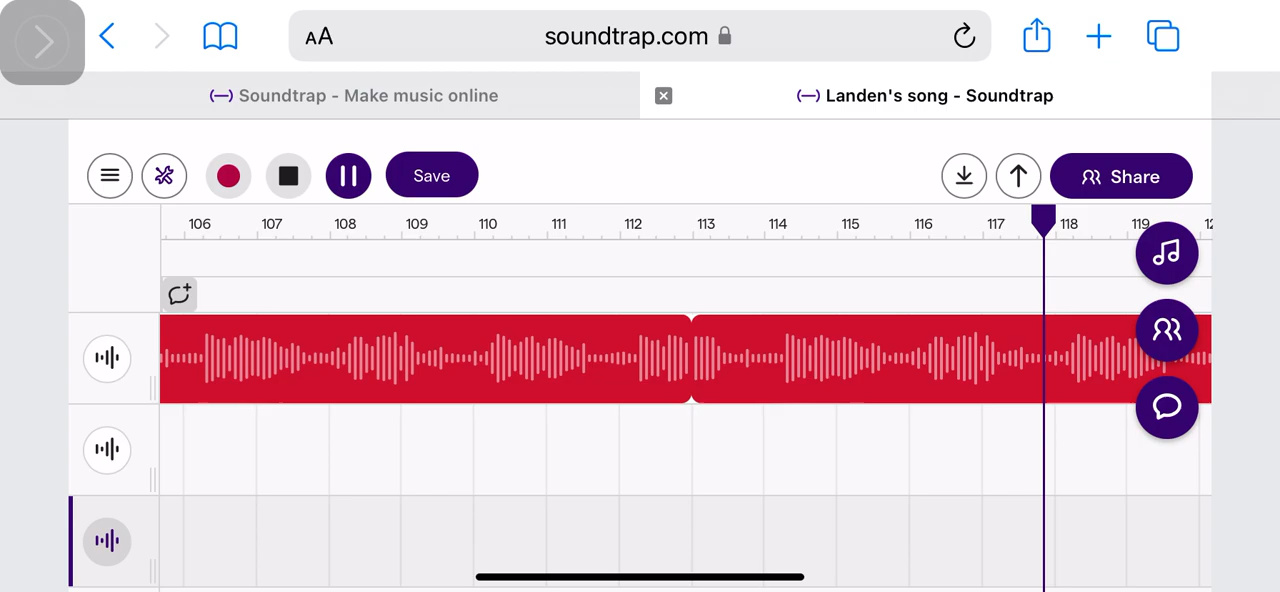 AA soundtrap.com
Soundtrap - Make music online
Landen's song - Soundtrap
Save
Share
106 107 108 109 110 111 112 113 114 115 116 117 118 119